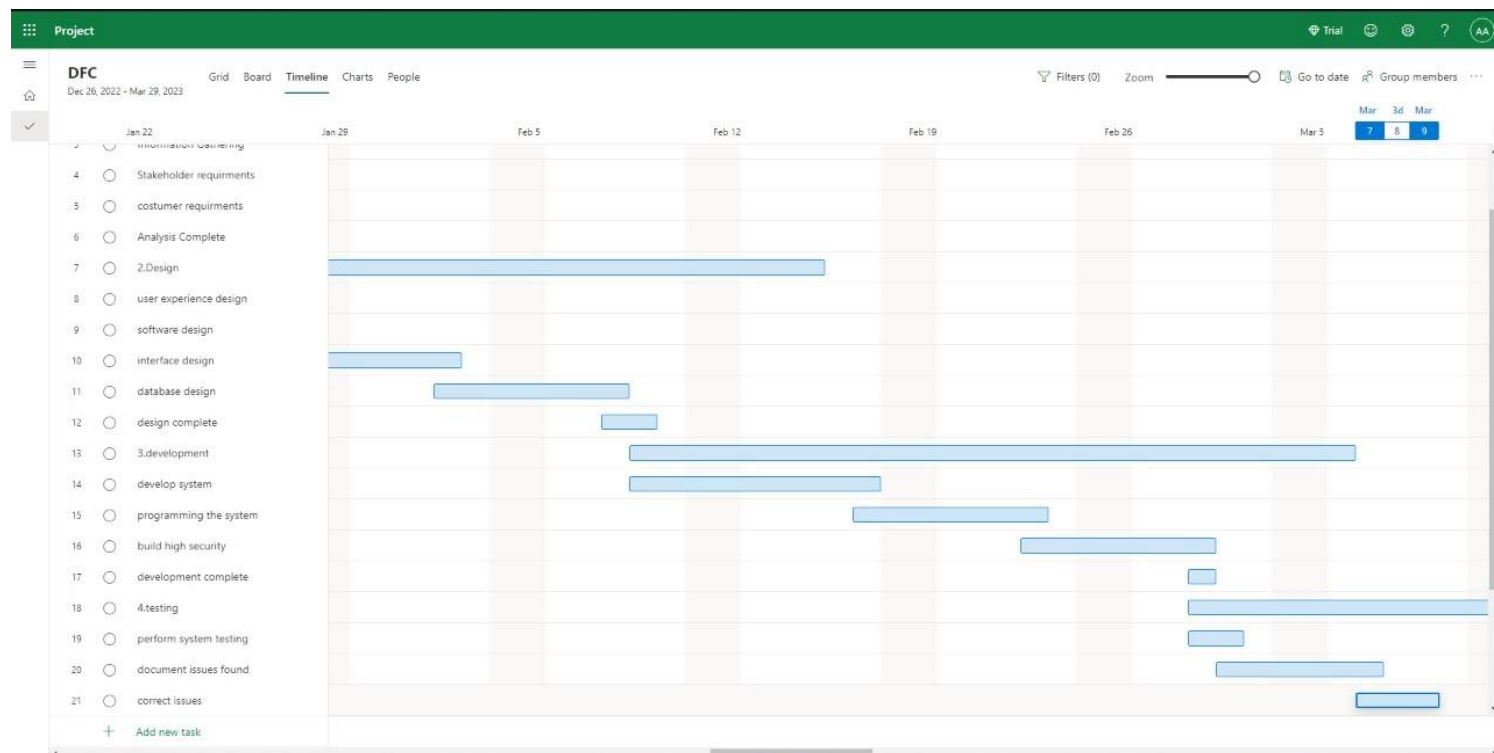 Project
Trial
?
AA
DFC
Grid Board Timeline Charts People
Filters (0) Zoom Go to date Group members ...
Dec 26, 2022 - Mar 29, 2023
Mar 3d Mar
Jan 22 Jan 29 Feb 5 Feb 12 Feb 19 Feb 26 Mar 5 7 8 9
3 Information Gathering
4 Stakeholder requirments
5 costumer requirments
6 Analysis Complete
7 2.Design
8 user experience design
9 software design
10 interface design
11 database design
12 design complete
13 3.development
14 develop system
15 programming the system
16 build high security
17 development complete
18 4.testing
19 perform system testing
20 document issues found
21 correct issues
+ Add new task